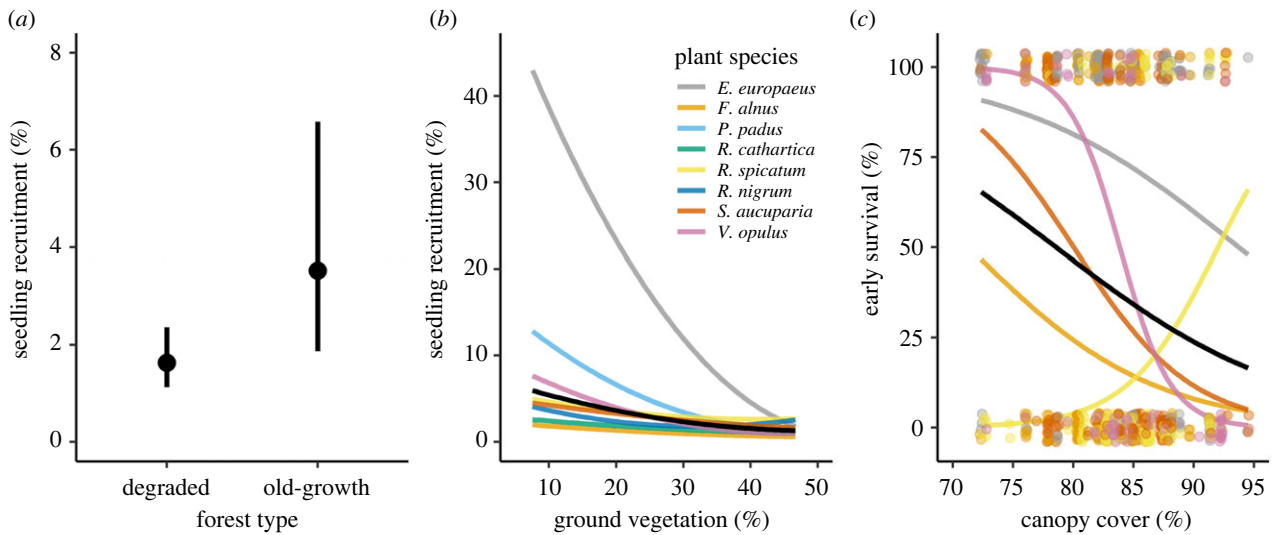 (a)
8
6
4
2
0
seedling recruitment (%)
degraded old-growth
forest type
(b)
40
30
20
10
0
seedling recruitment (%)
plant species
E. europaeus
F. alnus
P. padus
R. cathartica
R. spicatum
R. nigrum
S. aucuparia
V. opulus
10 20 30 40 50
ground vegetation (%)
(c)
100
75
50
25
0
early survival (%)
70 75 80 85 90 95
canopy cover (%)